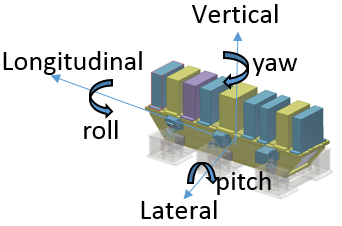 Vertical
Longitudinal
yaw
roll
pitch
Lateral